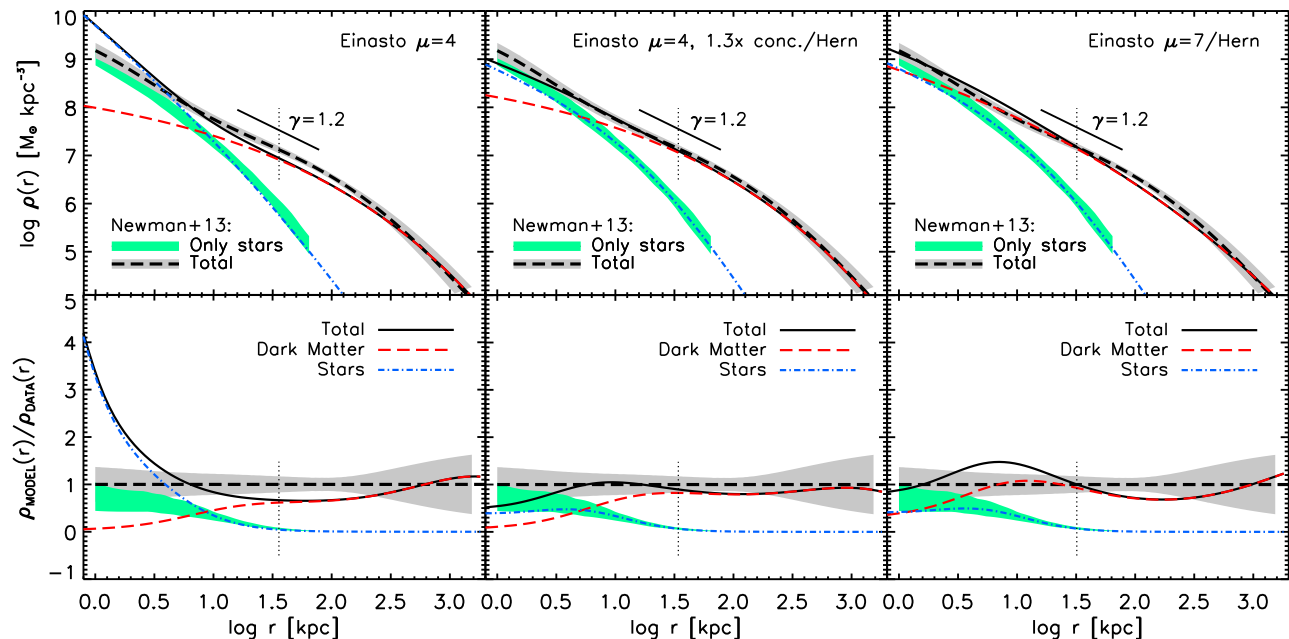 Einasto μ=4
Einasto μ=4, 1.3x conc./Hern
Einasto μ=7/Hern
log ρ(r) [M⊙ kpc⁻³]
10
9
8
7
6
5
γ=1.2
γ=1.2
γ=1.2
Newman+13:
Only stars
Total
Newman+13:
Only stars
Total
Newman+13:
Only stars
Total
ρMODEL(r)/ρDATA(r)
5
4
3
2
1
0
−1
Total
Dark Matter
Stars
Total
Dark Matter
Stars
Total
Dark Matter
Stars
0.0 0.5 1.0 1.5 2.0 2.5 3.0
0.0 0.5 1.0 1.5 2.0 2.5 3.0
0.0 0.5 1.0 1.5 2.0 2.5 3.0
log r [kpc]
log r [kpc]
log r [kpc]